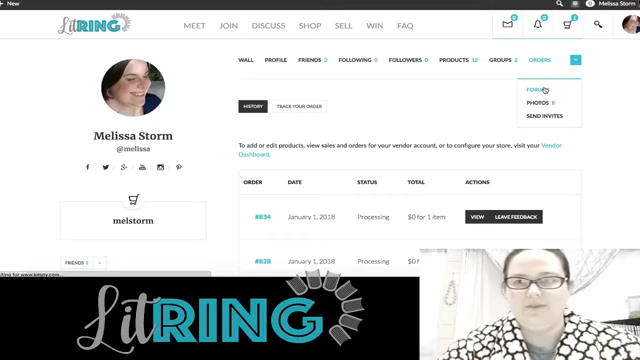 New
Melissa Storm
LitRING
MEET JOIN DISCUSS SHOP SELL WIN FAQ
0 0 1
WALL PROFILE FRIENDS 2 FOLLOWING 0 FOLLOWERS 0 PRODUCTS 12 GROUPS 2 ORDERS
FORUMS
PHOTOS 8
SEND INVITES
HISTORY TRACK YOUR ORDER
Melissa Storm
@melissa
melstorm
FRIENDS 2
To add or edit products, view sales and orders for your vendor account, or to configure your store, visit your Vendor
Dashboard.
ORDER DATE STATUS TOTAL ACTIONS
#834 January 1, 2018 Processing $0 for 1 item VIEW LEAVE FEEDBACK
#828 January 1, 2018 Processing
LitRING